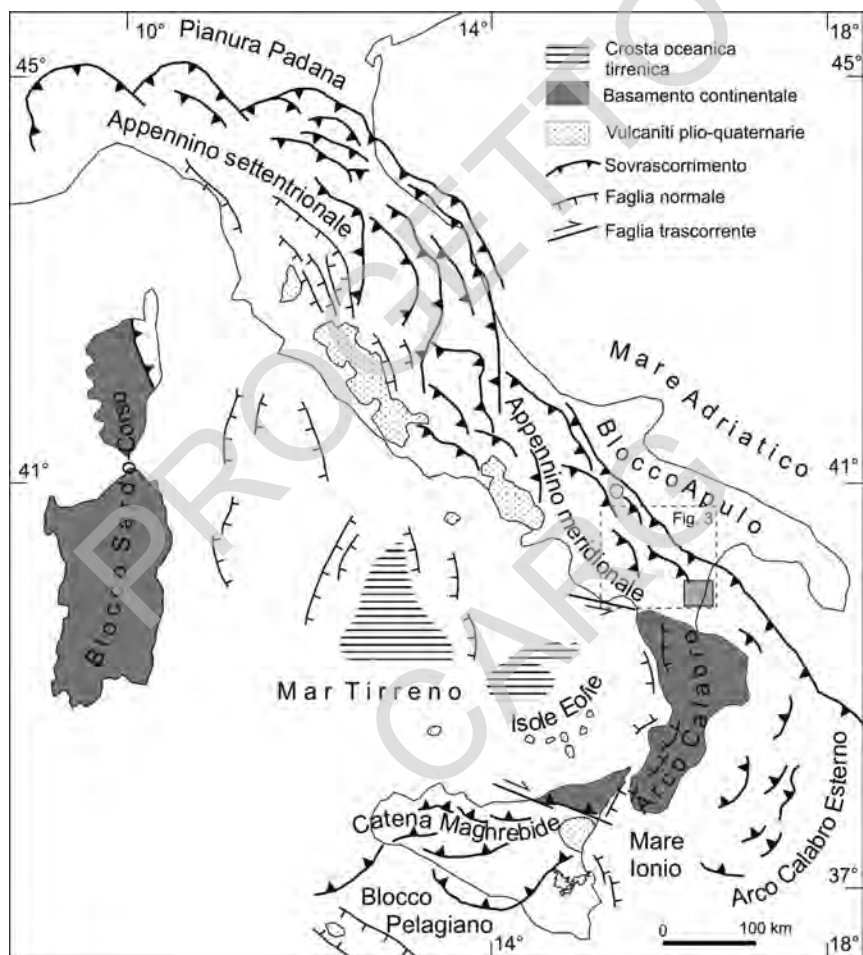 10°
14°
18°
45°
45°
Pianura Padana
Crosta oceanica
tirrenica
Basamento continentale
Vulcaniti plio-quaternarie
Sovrascorrimento
Faglia normale
Faglia trascorrente
Appennino settentrionale
Mare Adriatico
Blocco Apulo
Appennino meridionale
Fig. 3
41°
41°
Blocco Sardo Corso
Mar Tirreno
Isole Eolie
Arco Calabro
Arco Calabro Esterno
Catena Maghrebide
Mare
Ionio
Blocco
Pelagiano
37°
0 100 km
14°
18°
PROGETTO
CARG